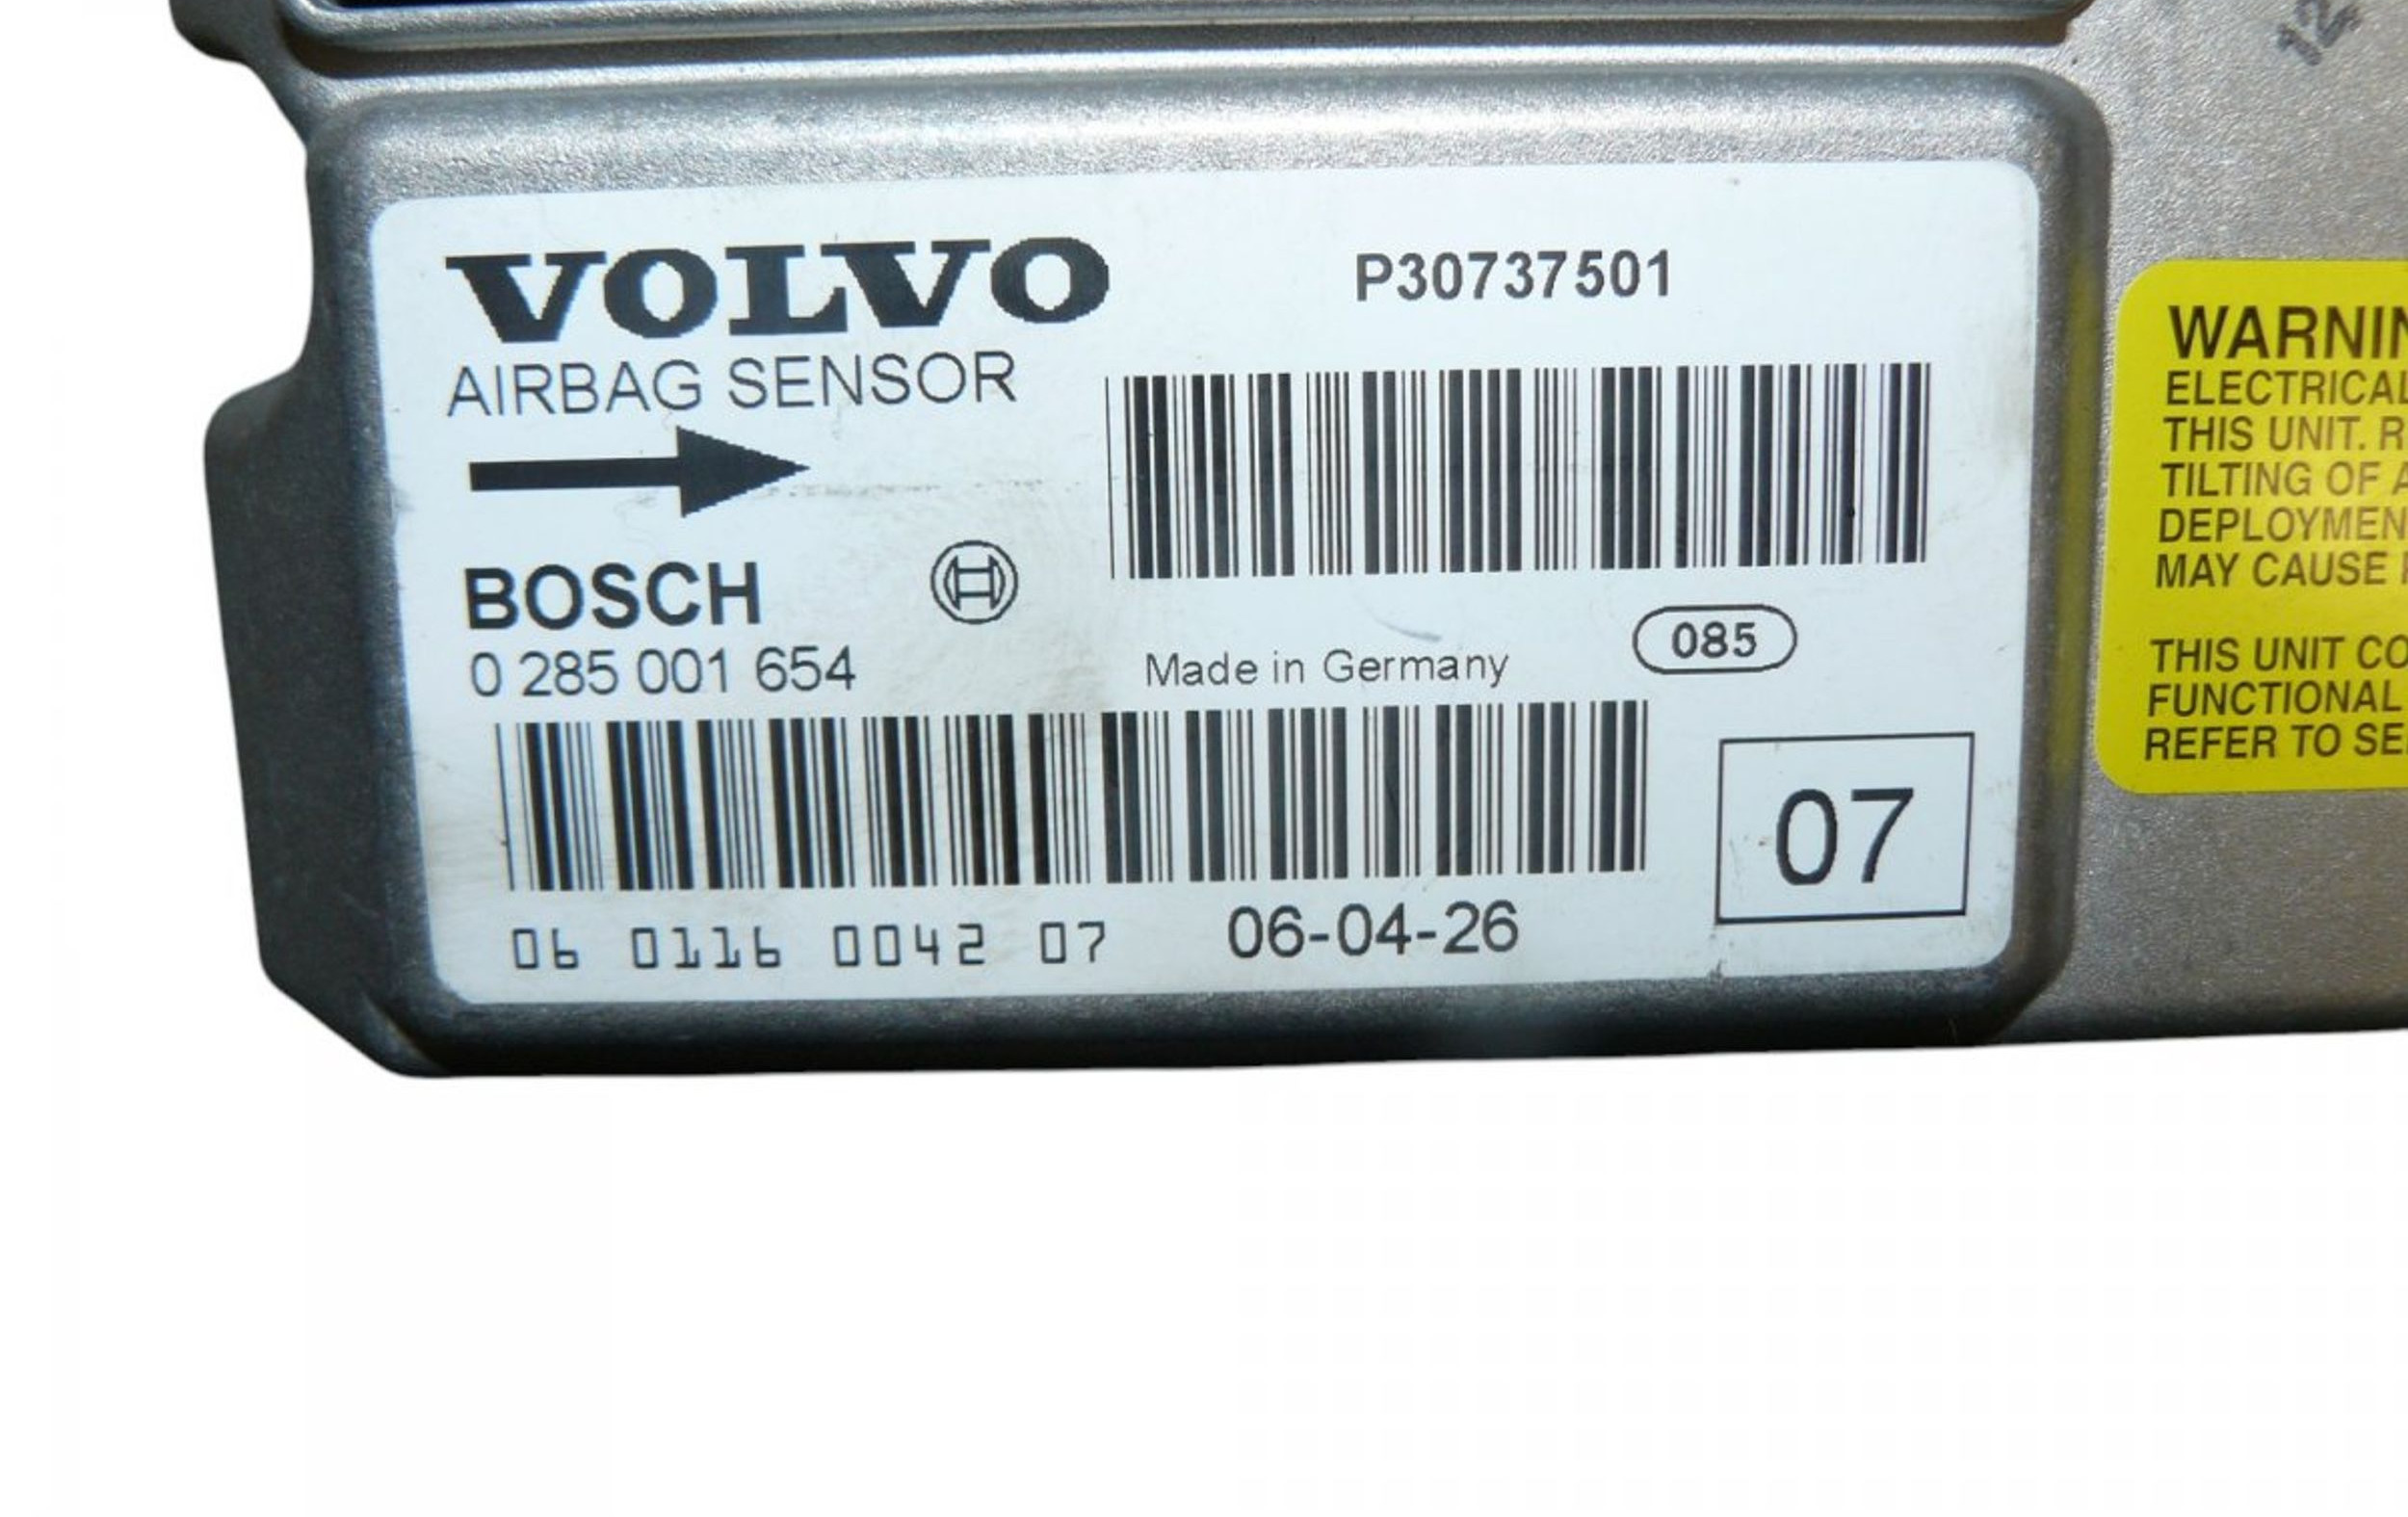 12
VOLVO
P30737501
AIRBAG SENSOR
BOSCH
0 285 001 654
Made in Germany
085
07
06 0116 0042 07
06-04-26
WARNIN
ELECTRICAL
THIS UNIT. R
TILTING OF A
DEPLOYMEN
MAY CAUSE
THIS UNIT CO
FUNCTIONAL
REFER TO SE